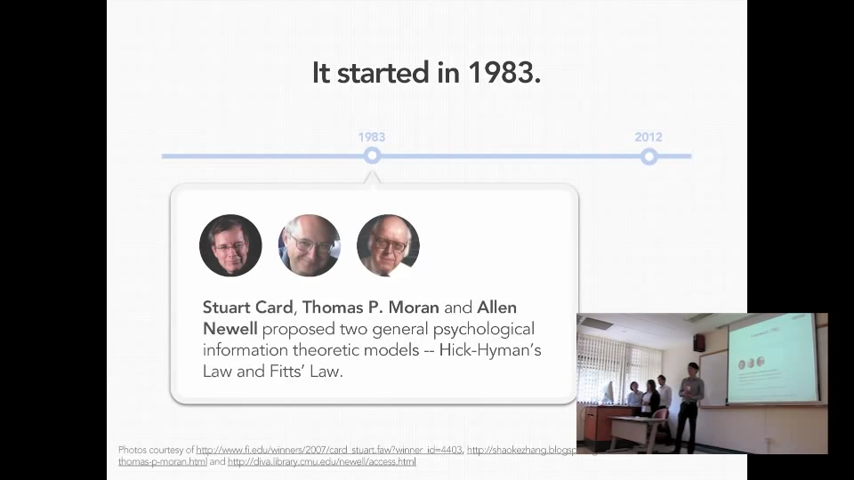 It started in 1983.
1983
2012
Stuart Card, Thomas P. Moran and Allen
Newell proposed two general psychological
information theoretic models -- Hick-Hyman's
Law and Fitts' Law.
Photos courtesy of http://www.fi.edu/winners/2007/card_stuart.faw?winner_id=4403, http://shaokezhang.blogsp
thomas-p-moran.html and http://diva.library.cmu.edu/newell/access.html